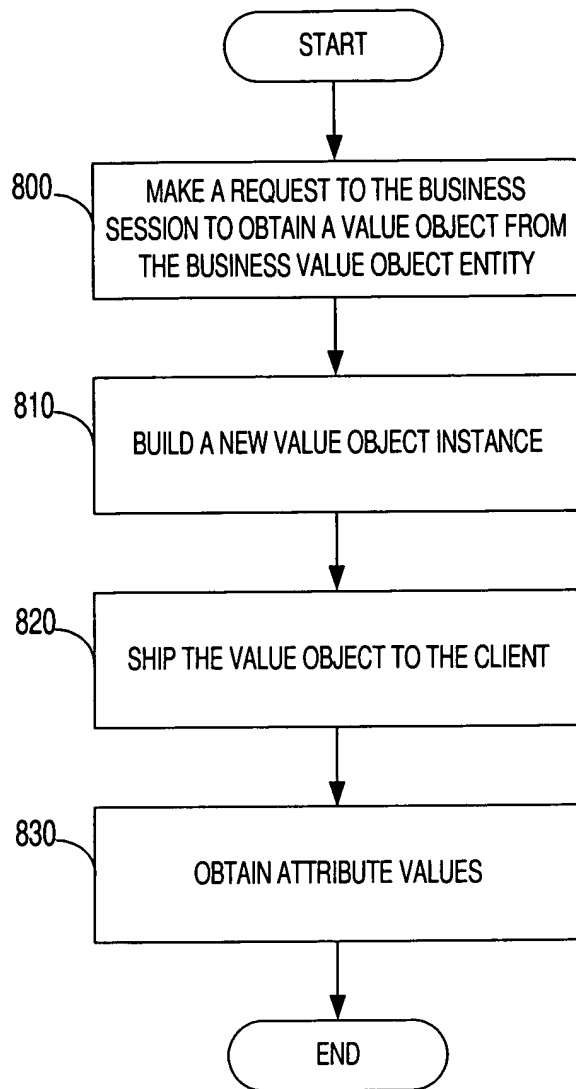 START
800
MAKE A REQUEST TO THE BUSINESS
SESSION TO OBTAIN A VALUE OBJECT FROM
THE BUSINESS VALUE OBJECT ENTITY
810
BUILD A NEW VALUE OBJECT INSTANCE
820
SHIP THE VALUE OBJECT TO THE CLIENT
830
OBTAIN ATTRIBUTE VALUES
END